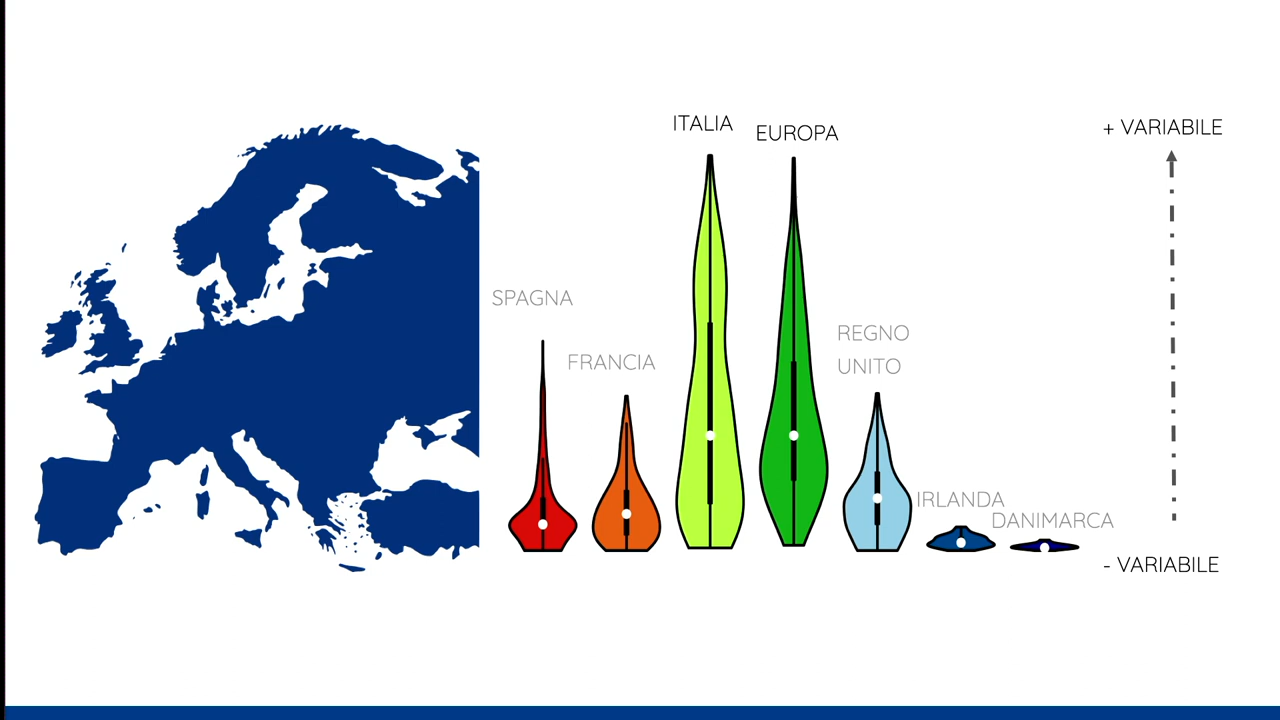 ITALIA
EUROPA
+ VARIABILE
SPAGNA
FRANCIA
REGNO
UNITO
IRLANDA
DANIMARCA
- VARIABILE